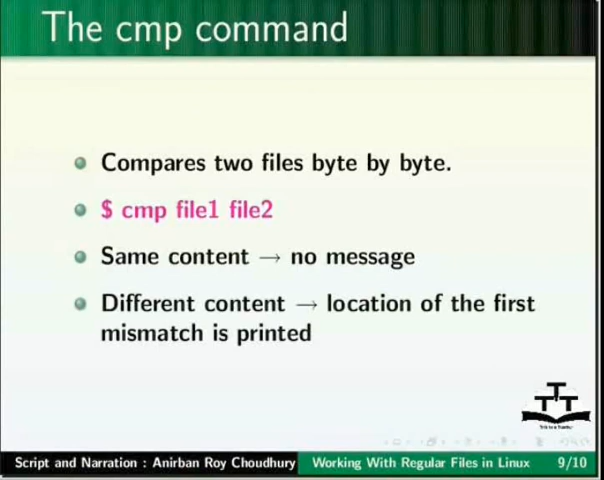 The cmp command
Compares two files byte by byte.
$ cmp file1 file2
Same content → no message
Different content → location of the first
mismatch is printed
TTT
Script and Narration : Anirban Roy Choudhury Working With Regular Files in Linux 9/10